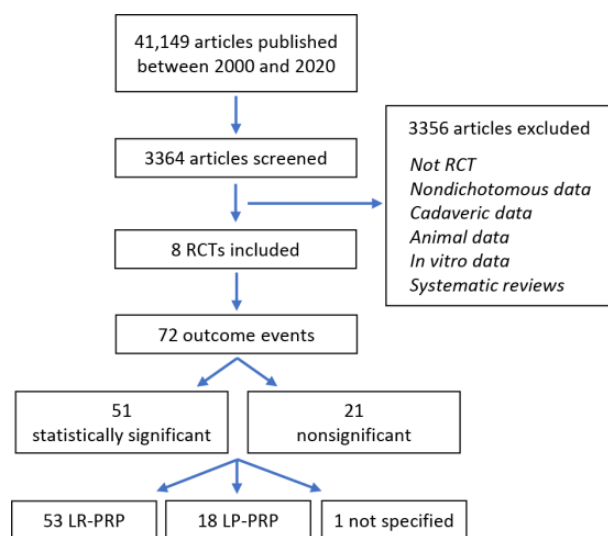 41,149 articles published
between 2000 and 2020
3364 articles screened
3356 articles excluded
Not RCT
Nondichotomous data
Cadaveric data
Animal data
In vitro data
Systematic reviews
8 RCTs included
72 outcome events
51
statistically significant
21
nonsignificant
53 LR-PRP
18 LP-PRP
1 not specified